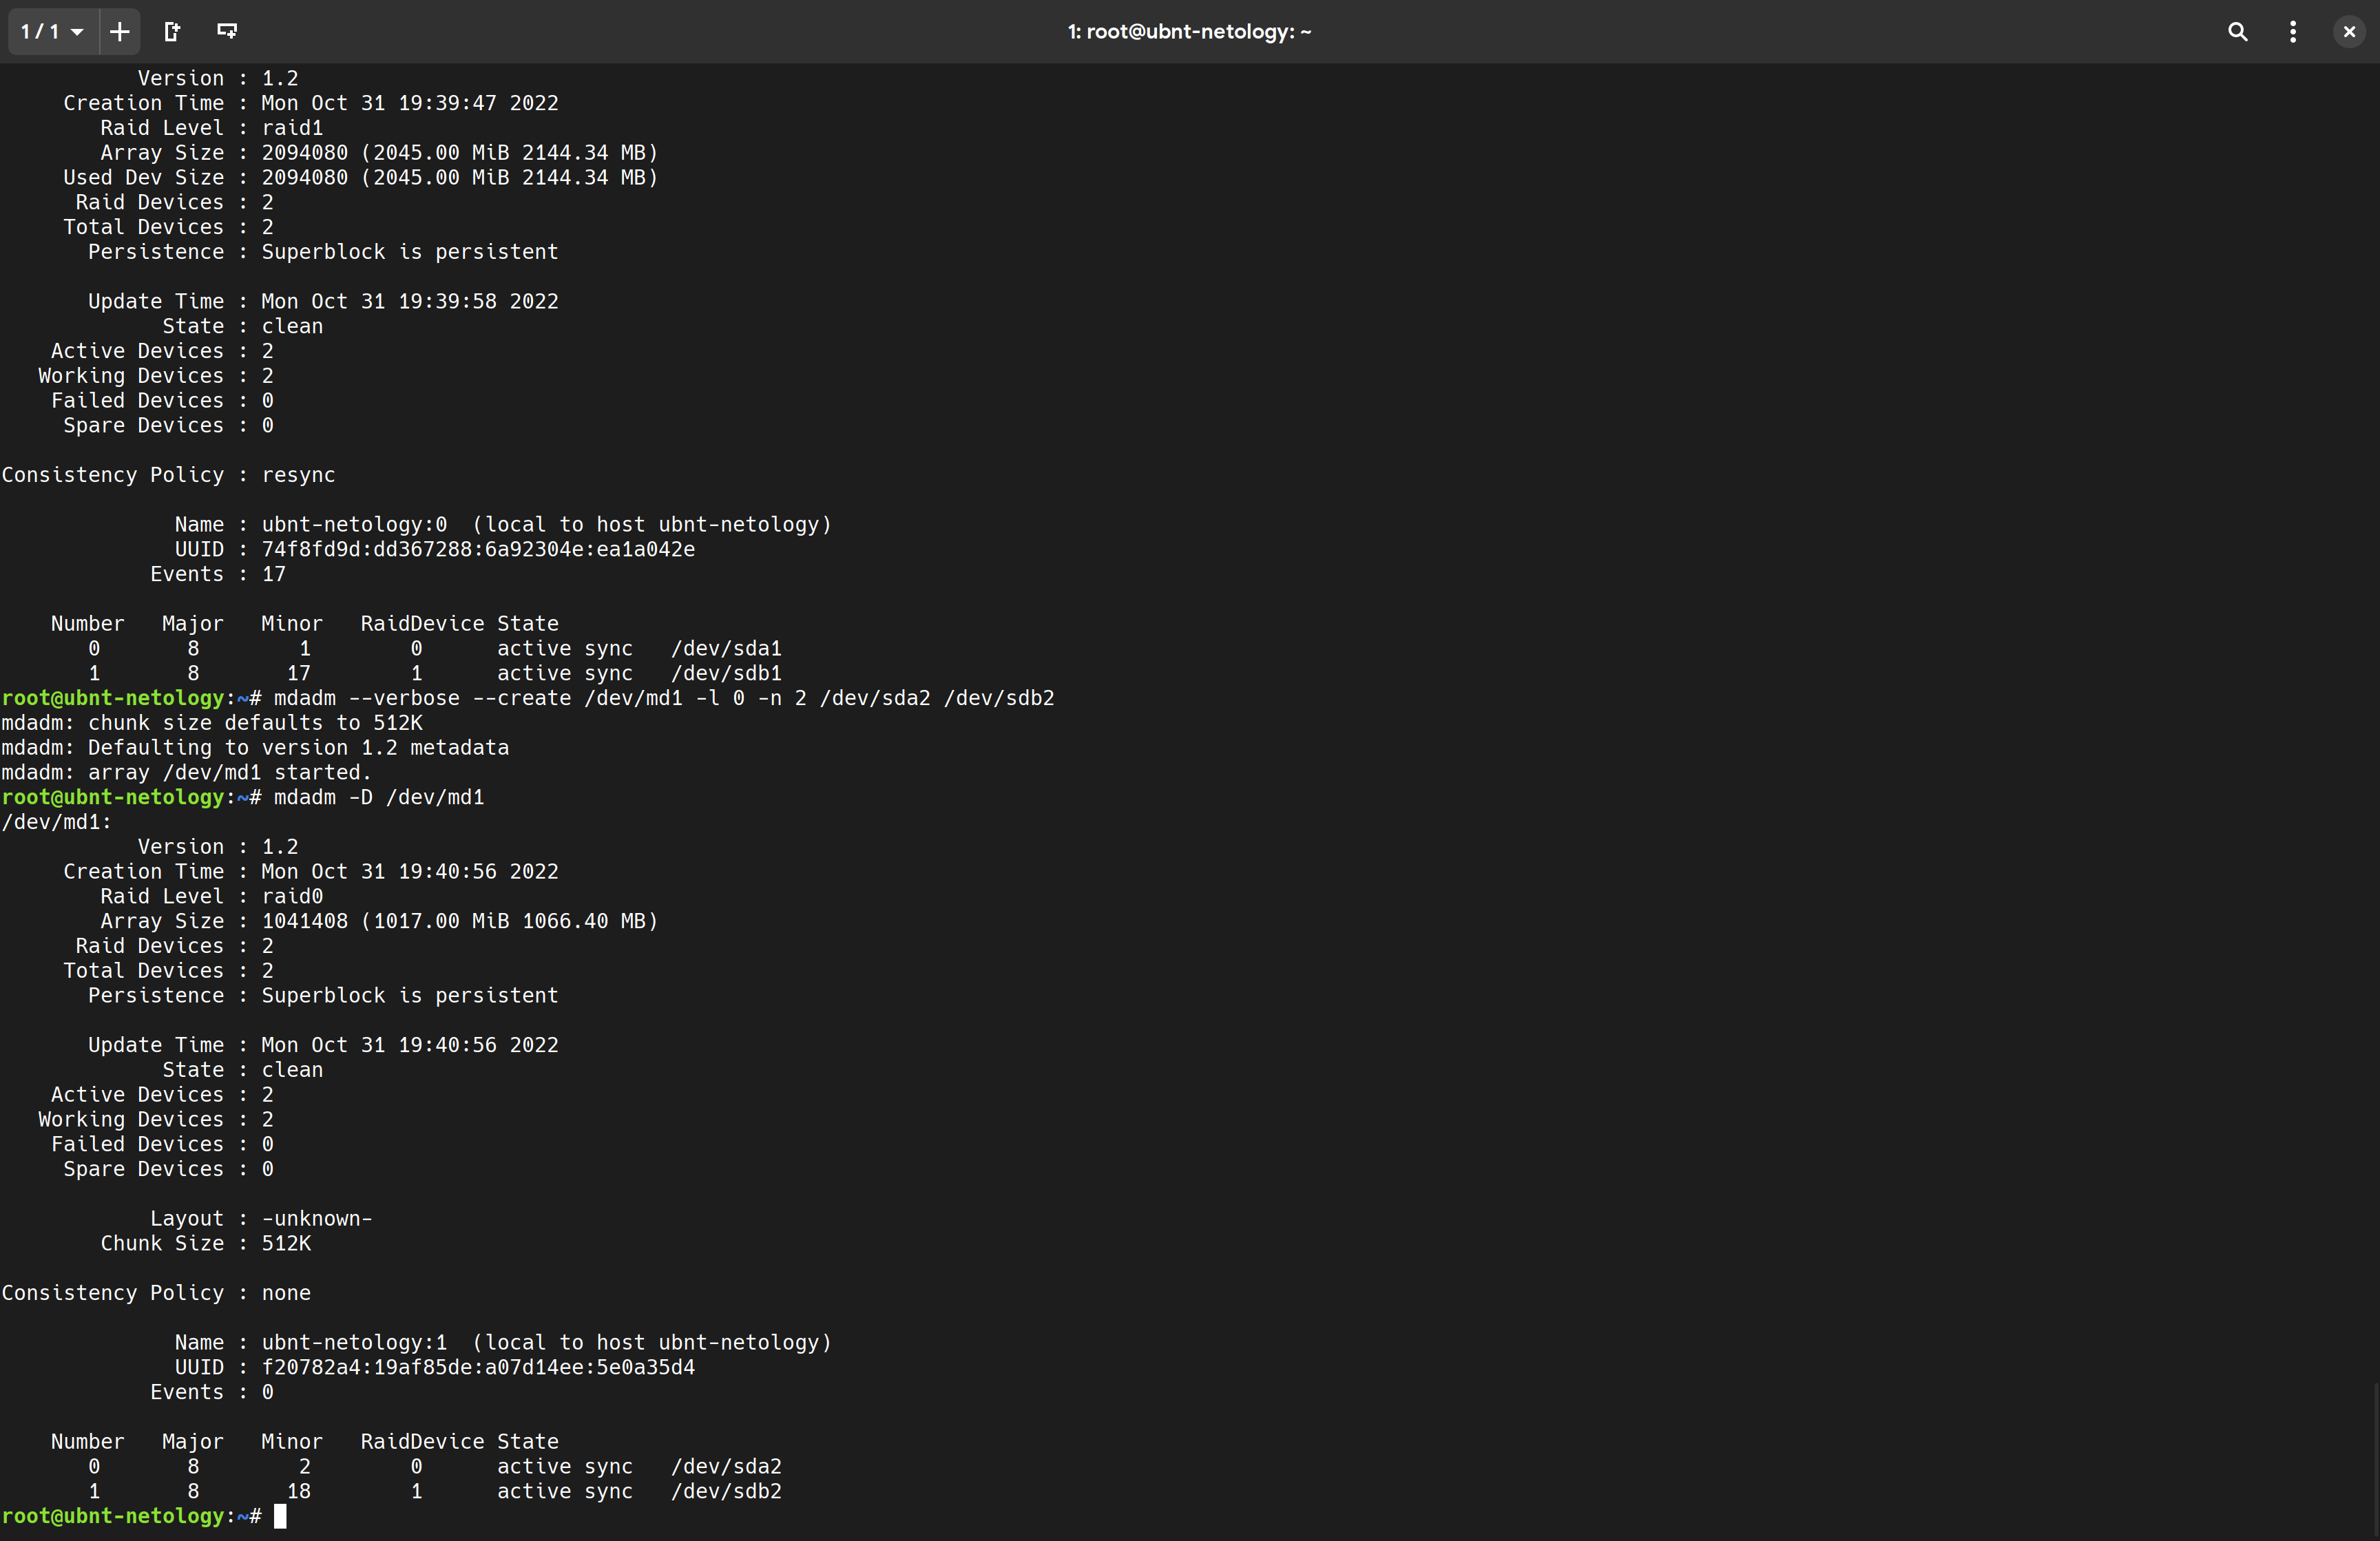 1 / 1
1: root@ubnt-netology: ~
Version : 1.2
Creation Time : Mon Oct 31 19:39:47 2022
Raid Level : raid1
Array Size : 2094080 (2045.00 MiB 2144.34 MB)
Used Dev Size : 2094080 (2045.00 MiB 2144.34 MB)
Raid Devices : 2
Total Devices : 2
Persistence : Superblock is persistent
Update Time : Mon Oct 31 19:39:58 2022
State : clean
Active Devices : 2
Working Devices : 2
Failed Devices : 0
Spare Devices : 0
Consistency Policy : resync
Name : ubnt-netology:0  (local to host ubnt-netology)
UUID : 74f8fd9d:dd367288:6a92304e:ea1a042e
Events : 17
Number   Major   Minor   RaidDevice State
0       8        1        0      active sync   /dev/sda1
1       8       17        1      active sync   /dev/sdb1
root@ubnt-netology:~# mdadm --verbose --create /dev/md1 -l 0 -n 2 /dev/sda2 /dev/sdb2
mdadm: chunk size defaults to 512K
mdadm: Defaulting to version 1.2 metadata
mdadm: array /dev/md1 started.
root@ubnt-netology:~# mdadm -D /dev/md1
/dev/md1:
Version : 1.2
Creation Time : Mon Oct 31 19:40:56 2022
Raid Level : raid0
Array Size : 1041408 (1017.00 MiB 1066.40 MB)
Raid Devices : 2
Total Devices : 2
Persistence : Superblock is persistent
Update Time : Mon Oct 31 19:40:56 2022
State : clean
Active Devices : 2
Working Devices : 2
Failed Devices : 0
Spare Devices : 0
Layout : -unknown-
Chunk Size : 512K
Consistency Policy : none
Name : ubnt-netology:1  (local to host ubnt-netology)
UUID : f20782a4:19af85de:a07d14ee:5e0a35d4
Events : 0
Number   Major   Minor   RaidDevice State
0       8        2        0      active sync   /dev/sda2
1       8       18        1      active sync   /dev/sdb2
root@ubnt-netology:~#